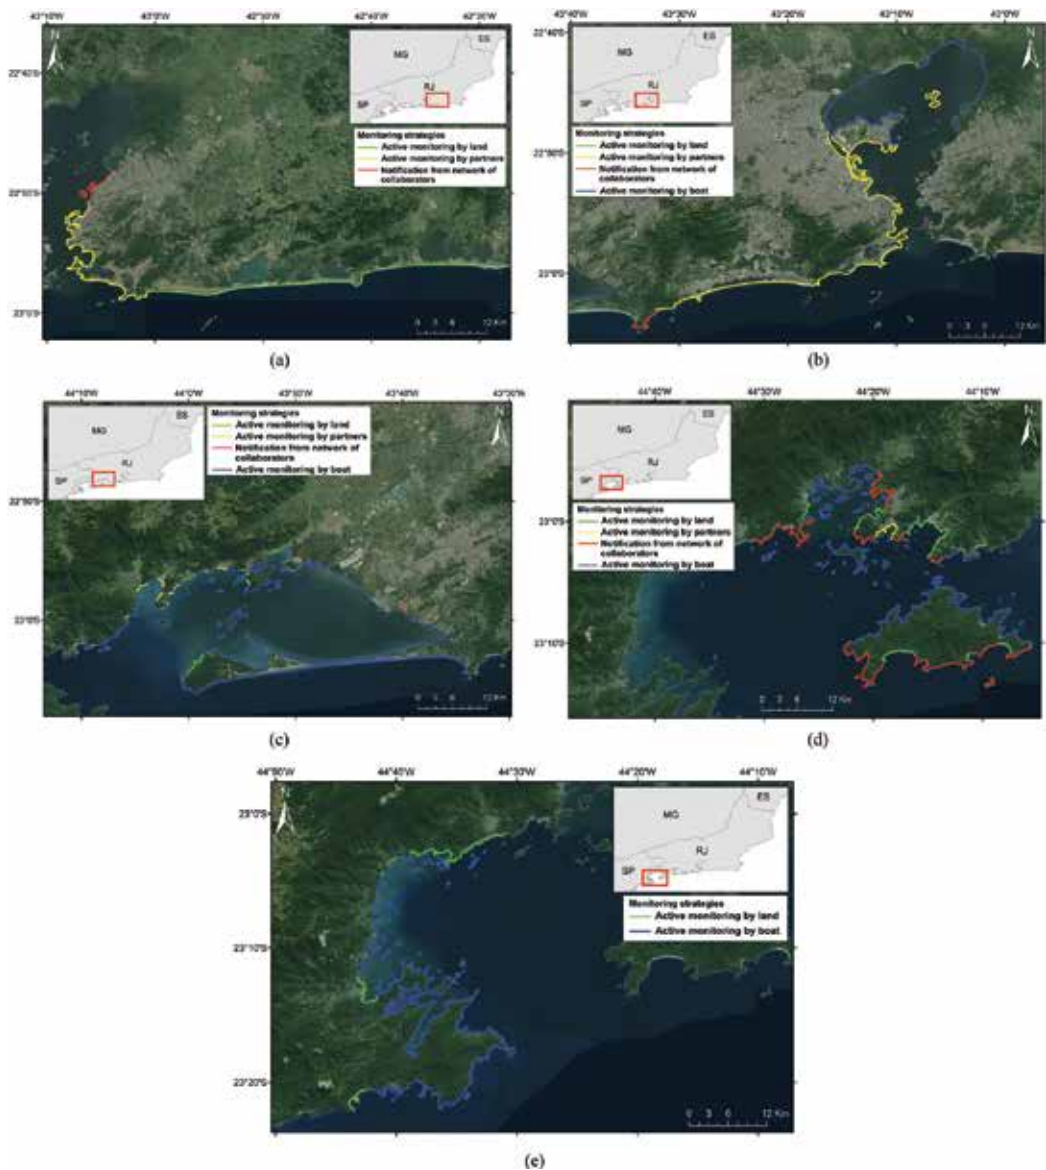 43°10'W 43°0'W 42°50'W 42°40'W 42°30'W
N
22°40'S
22°50'S
23°0'S
ES
MG
RJ
SP
Monitoring strategies
Active monitoring by land
Active monitoring by partners
Notification from network of
collaborators
0 3 6 12 Km
(a)
43°40'W 43°30'W 43°20'W 43°10'W 43°0'W
N
22°40'S
22°50'S
23°0'S
ES
MG
RJ
SP
Monitoring strategies
Active monitoring by land
Active monitoring by partners
Notification from network of
collaborators
Active monitoring by boat
0 3 6 12 Km
(b)
44°10'W 44°0'W 43°50'W 43°40'W 43°30'W
N
22°50'S
23°0'S
ES
MG
RJ
SP
Monitoring strategies
Active monitoring by land
Active monitoring by partners
Notification from network of
collaborators
Active monitoring by boat
0 3 6 12 Km
(c)
44°40'W 44°30'W 44°20'W 44°10'W
N
23°0'S
23°10'S
ES
MG
RJ
SP
Monitoring strategies
Active monitoring by land
Active monitoring by partners
Notification from network of
collaborators
Active monitoring by boat
0 3 6 12 Km
(d)
44°50'W 44°40'W 44°30'W 44°20'W 44°10'W
N
23°0'S
23°10'S
23°20'S
ES
MG
RJ
SP
Monitoring strategies
Active monitoring by land
Active monitoring by boat
0 3 6 12 Km
(e)